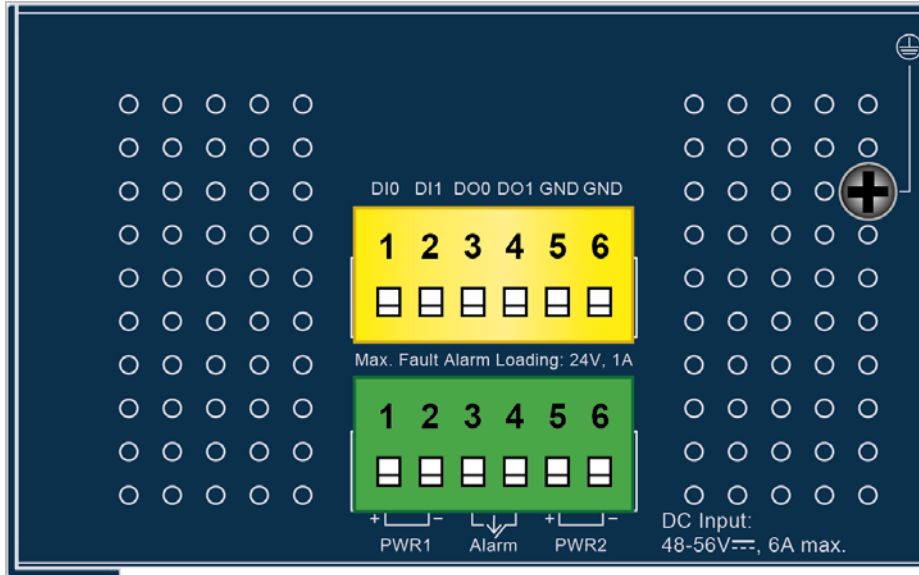 DI0 DI1 DO0 DO1 GND GND
1 2 3 4 5 6
Max. Fault Alarm Loading: 24V, 1A
1 2 3 4 5 6
+ − + −
PWR1 Alarm PWR2
DC Input:
48-56V⎓, 6A max.